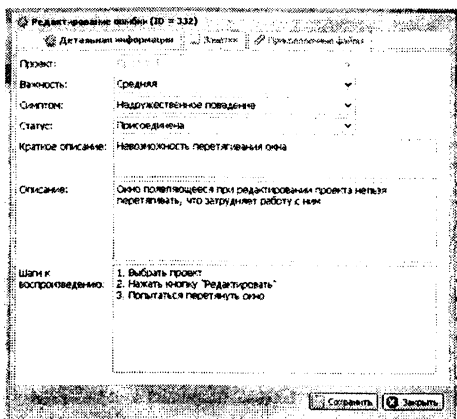 Редактирование ошибки (ID = 332)
Детальная информация Заметки Прикрепленные файлы
Проект:
Важность: Средняя
Симптом: Недружественное поведение
Статус: Присоединена
Краткое описание: Невозможность перетягивания окна
Описание: Окно появляющееся при редактировании проекта нельзя
перетягивать, что затрудняет работу с ним
Шаги к
воспроизведению:
1. Выбрать проект
2. Нажать кнопку "Редактировать"
3. Попытаться перетянуть окно
Сохранить Закрыть